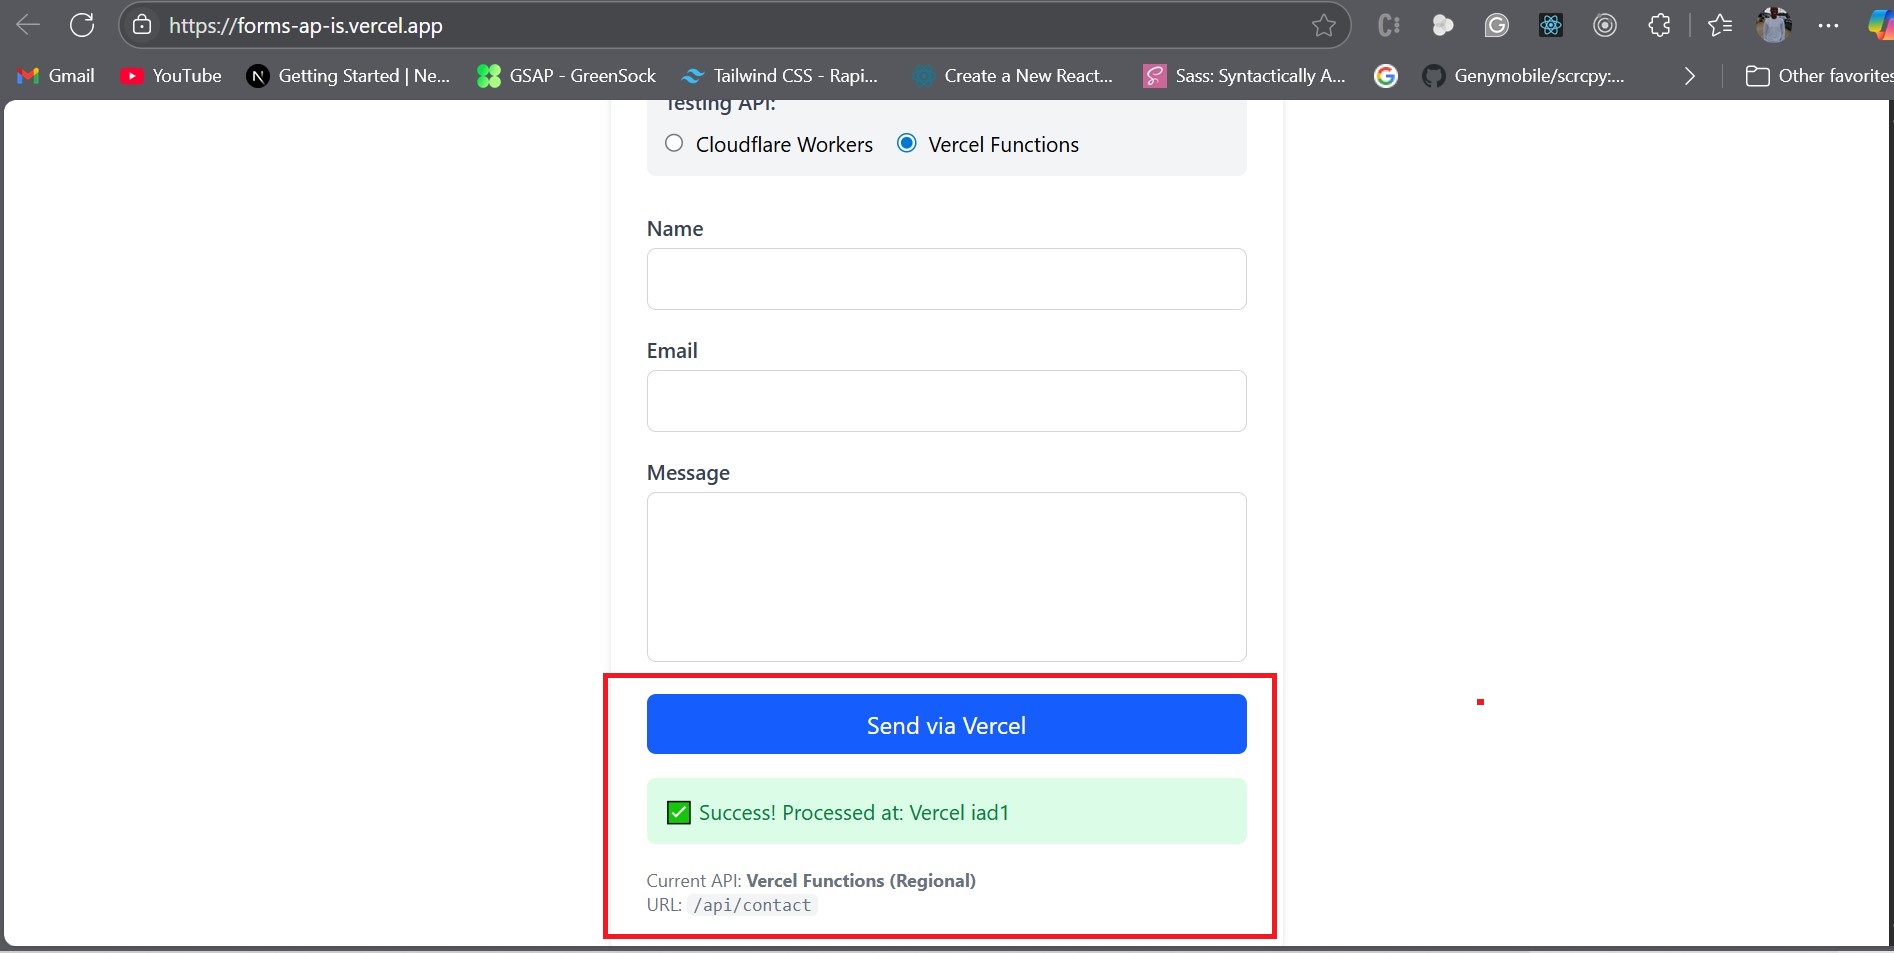 https://forms-ap-is.vercel.app
Gmail YouTube Getting Started | Ne... GSAP - GreenSock Tailwind CSS - Rapi... Create a New React... Sass: Syntactically A... Genymobile/scrcpy:... Other favorites
Testing API:
Cloudflare Workers Vercel Functions
Name
Email
Message
Send via Vercel
Success! Processed at: Vercel iad1
Current API: Vercel Functions (Regional)
URL: /api/contact